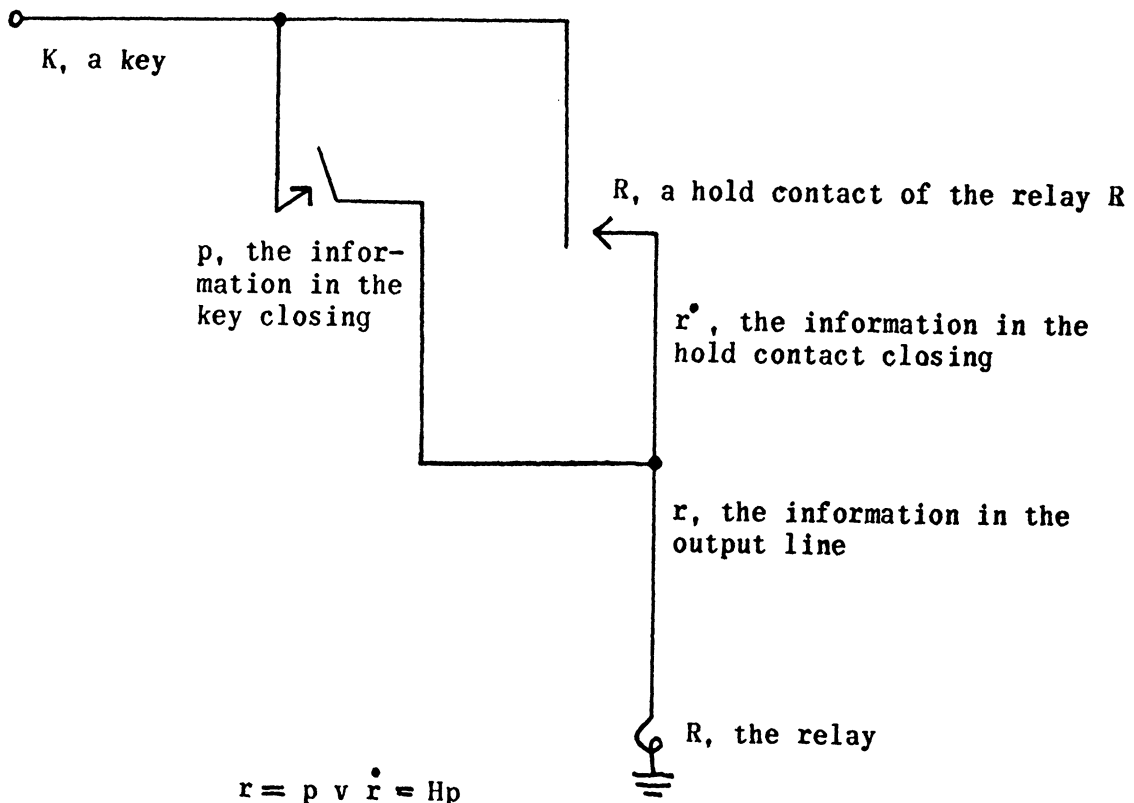 K, a key
R, a hold contact of the relay R
p, the infor-
mation in the
key closing
r•, the information in the
hold contact closing
r, the information in the
output line
R, the relay
r = p v ṙ = Hp